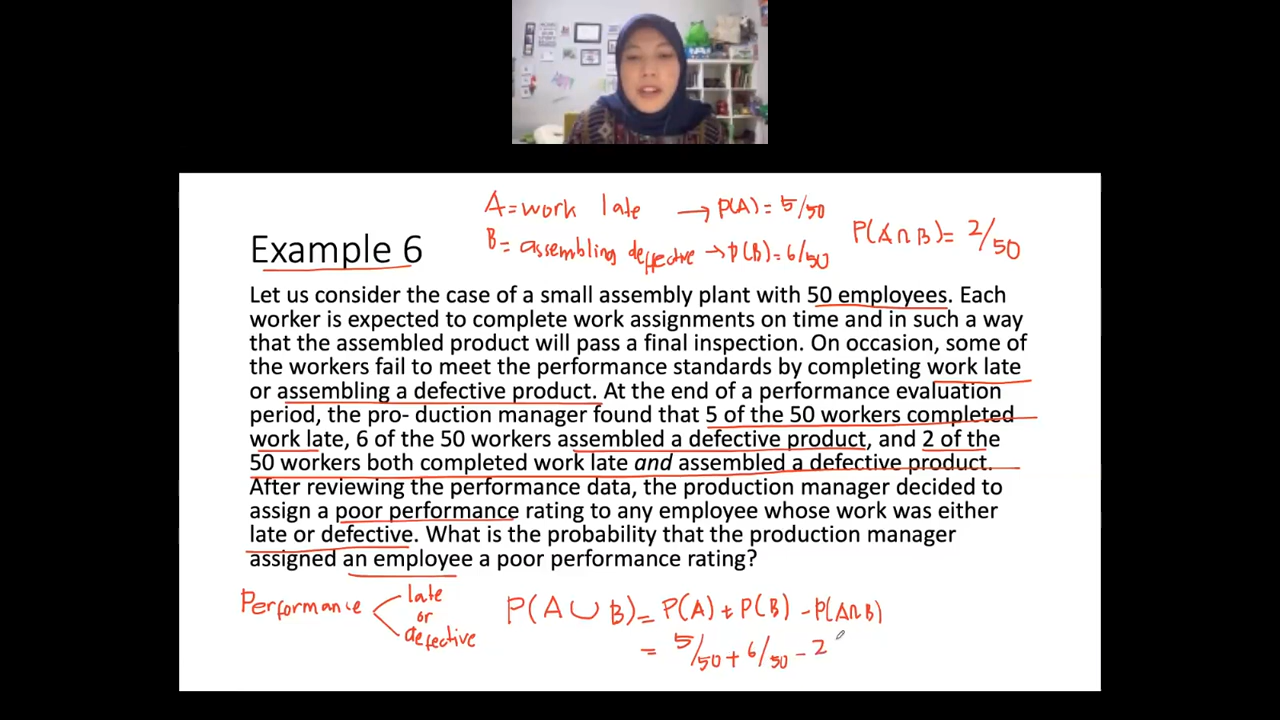 A = work late → P(A) = 5/50
B = assembling defective → P(B) = 6/50
P(A∩B) = 2/50
Example 6
Let us consider the case of a small assembly plant with 50 employees. Each
worker is expected to complete work assignments on time and in such a way
that the assembled product will pass a final inspection. On occasion, some of
the workers fail to meet the performance standards by completing work late
or assembling a defective product. At the end of a performance evaluation
period, the pro- duction manager found that 5 of the 50 workers completed
work late, 6 of the 50 workers assembled a defective product, and 2 of the
50 workers both completed work late and assembled a defective product.
After reviewing the performance data, the production manager decided to
assign a poor performance rating to any employee whose work was either
late or defective. What is the probability that the production manager
assigned an employee a poor performance rating?
Performance
late
or
defective
P(A∪B) = P(A) + P(B) - P(A∩B)
= 5/50 + 6/50 - 2